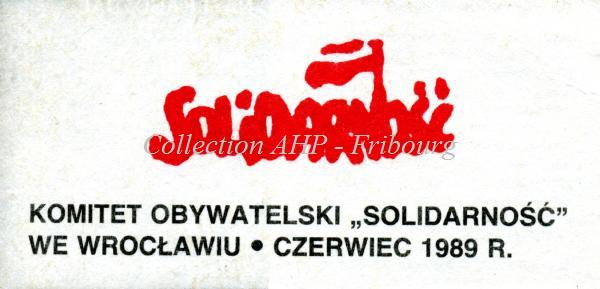 Solidarność
Collection AHP - Fribourg
KOMITET OBYWATELSKI „SOLIDARNOŚĆ”
WE WROCŁAWIU • CZERWIEC 1989 R.